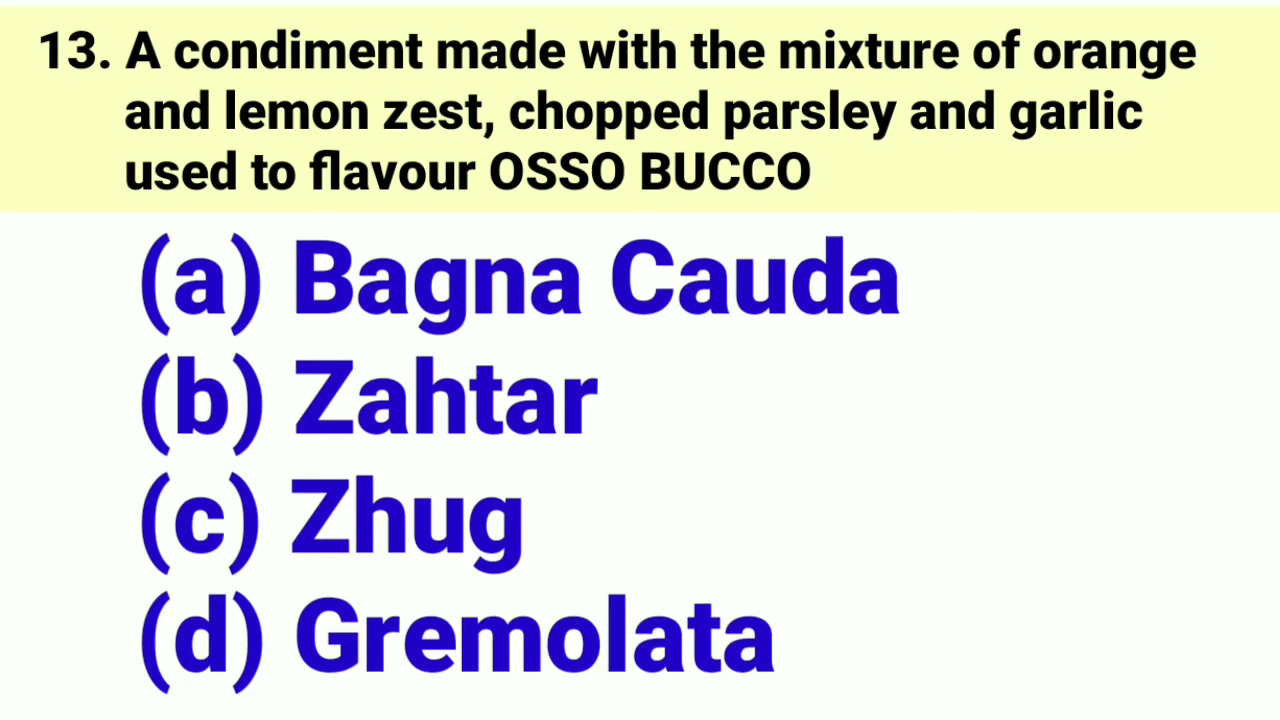 13. A condiment made with the mixture of orange
and lemon zest, chopped parsley and garlic
used to flavour OSSO BUCCO
(a) Bagna Cauda
(b) Zahtar
(c) Zhug
(d) Gremolata